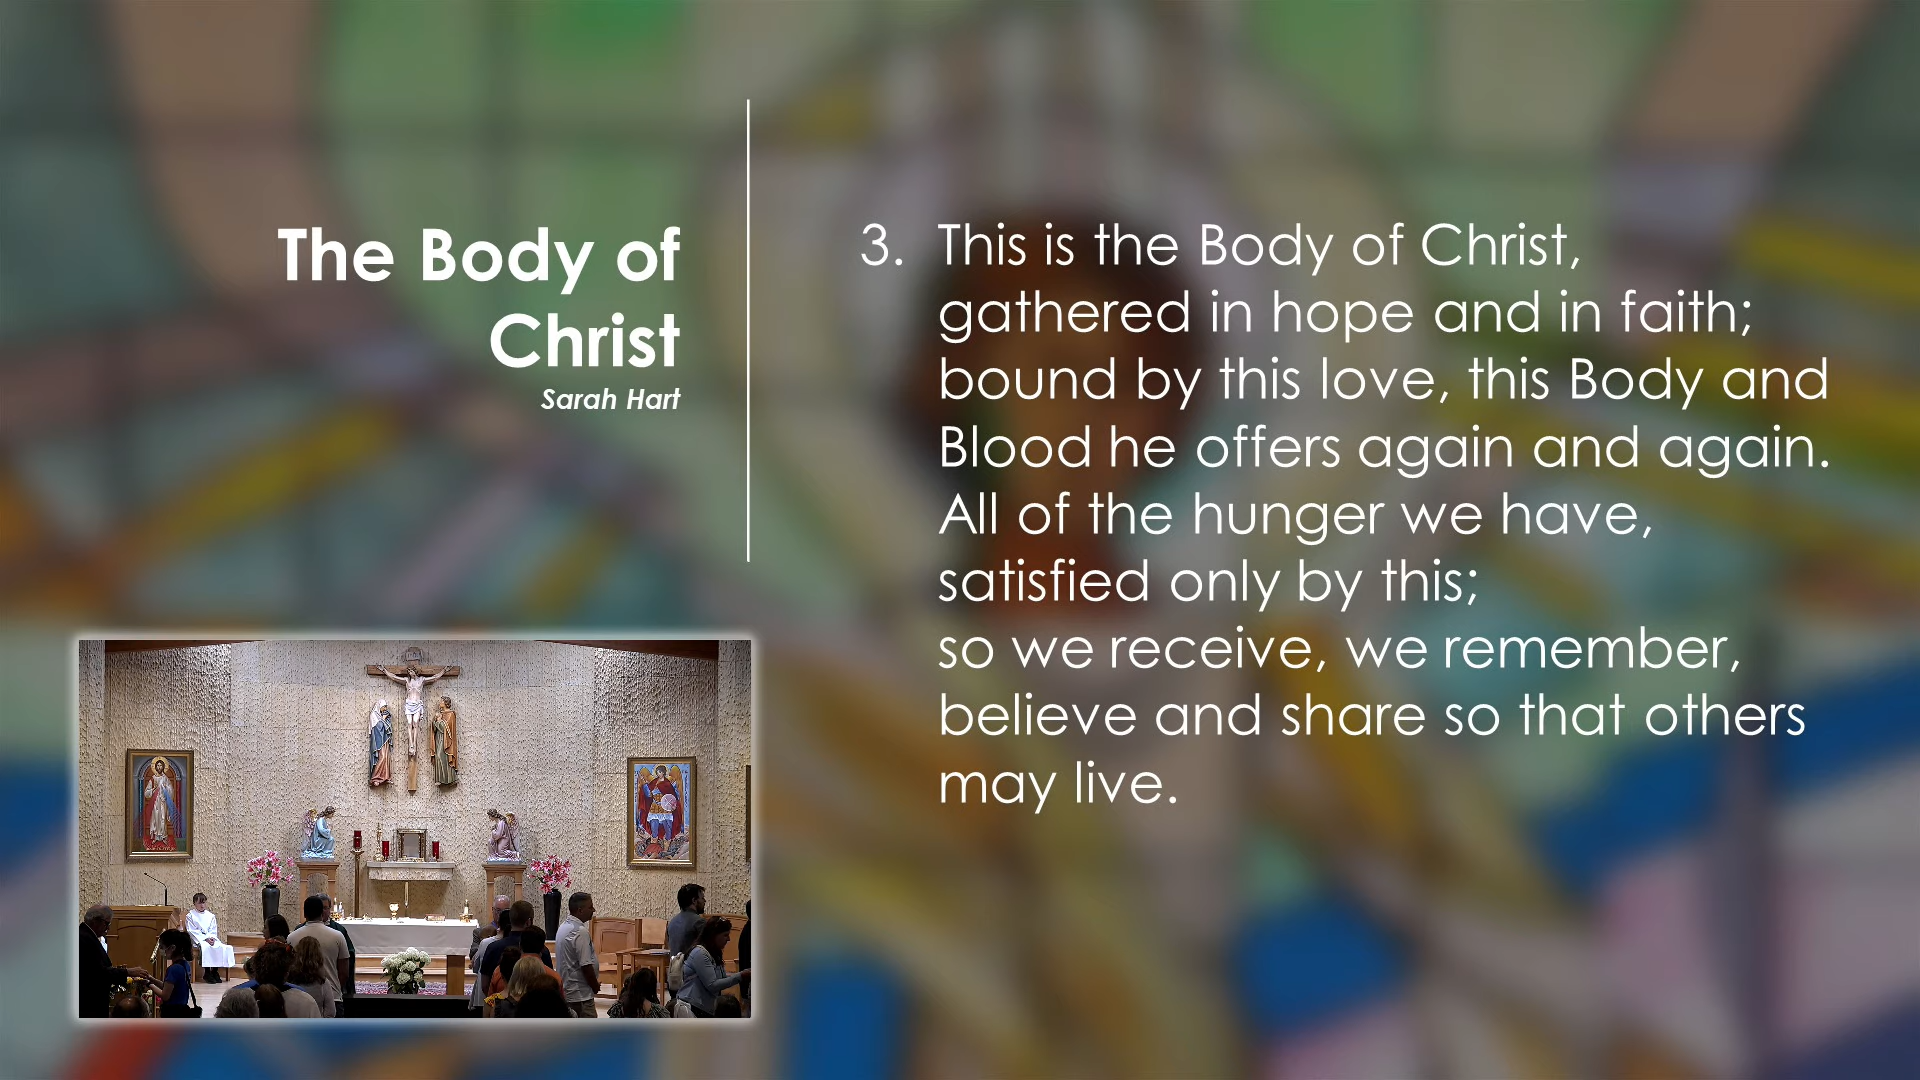 The Body of
Christ
Sarah Hart
3. This is the Body of Christ,
gathered in hope and in faith;
bound by this love, this Body and
Blood he offers again and again.
All of the hunger we have,
satisfied only by this;
so we receive, we remember,
believe and share so that others
may live.